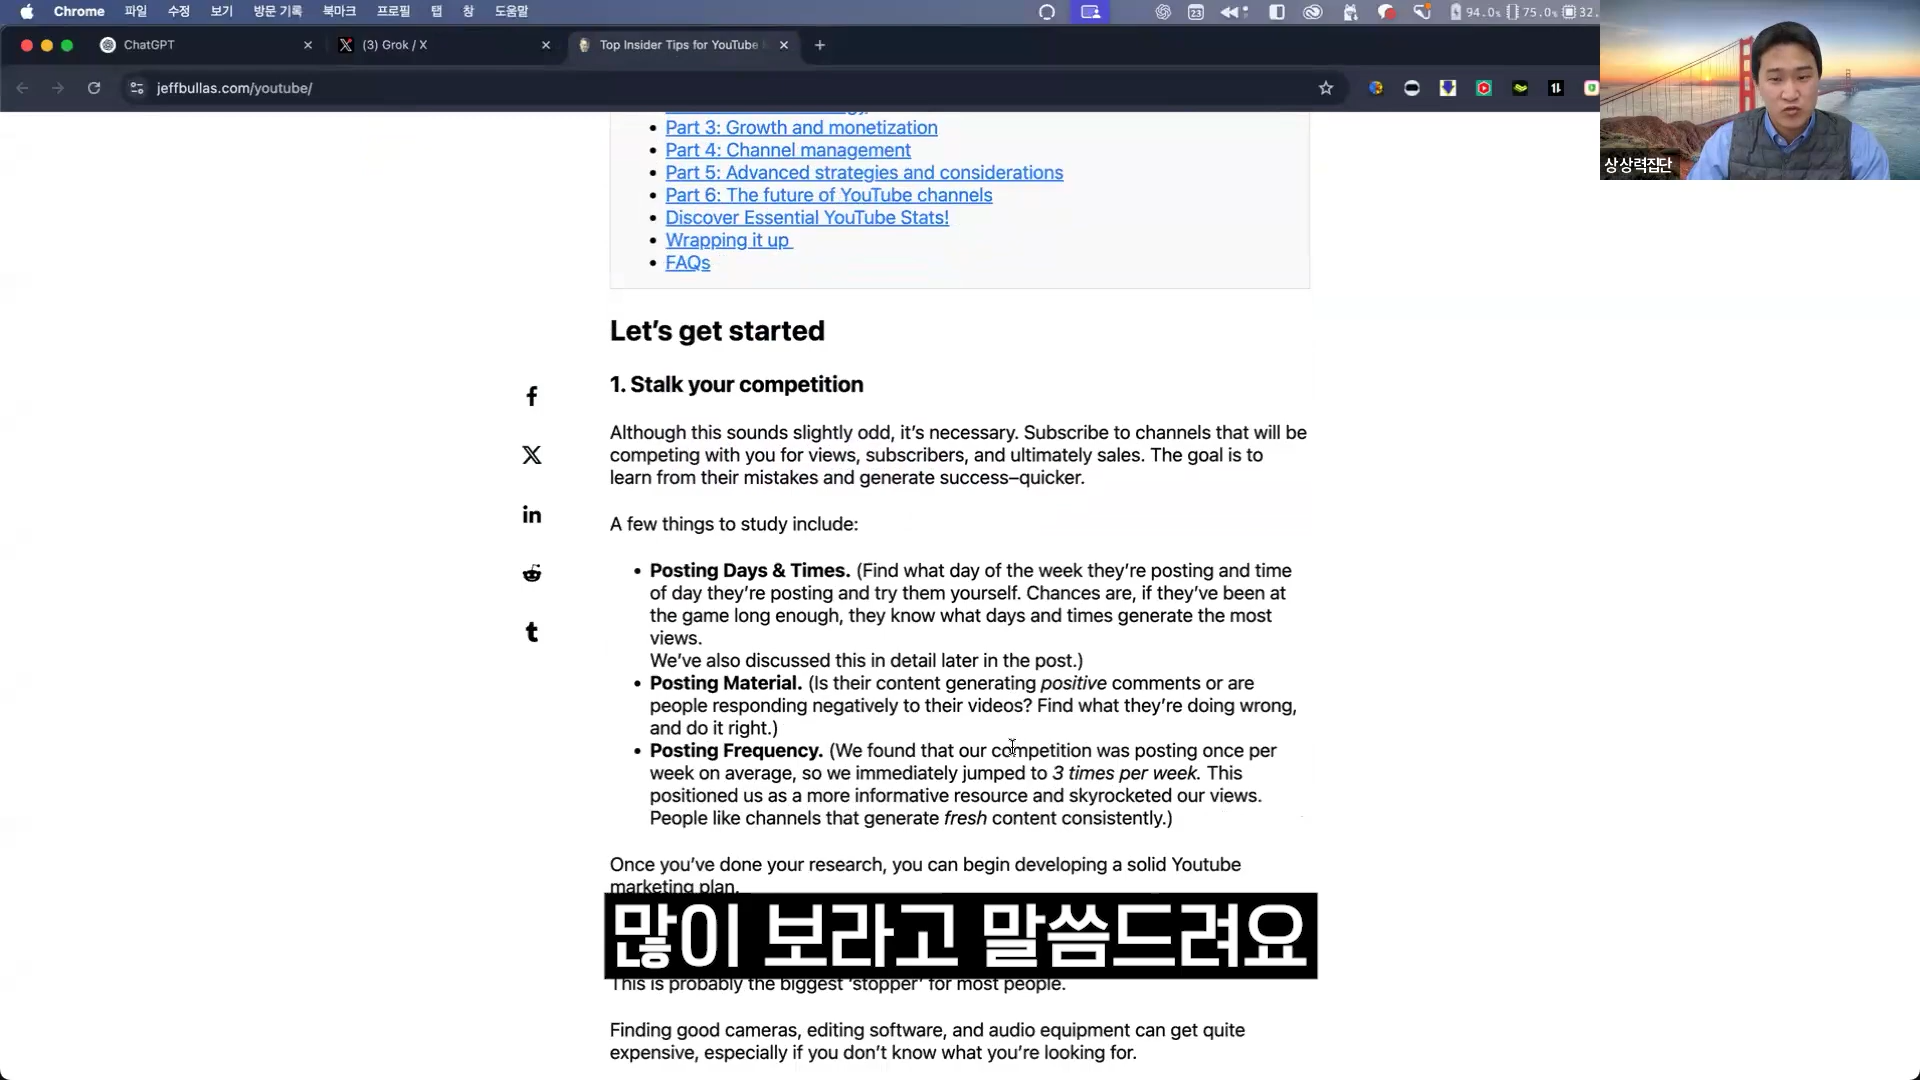 Chrome 파일 수정 보기 방문 기록 북마크 프로필 탭 창 도움말
23 94.0% 75.0% 32.
ChatGPT
(3) Grok / X
Top Insider Tips for YouTube
jeffbullas.com/youtube/
상상력집단
Part 3: Growth and monetization
Part 4: Channel management
Part 5: Advanced strategies and considerations
Part 6: The future of YouTube channels
Discover Essential YouTube Stats!
Wrapping it up
FAQs
Let’s get started
1. Stalk your competition
Although this sounds slightly odd, it’s necessary. Subscribe to channels that will be
competing with you for views, subscribers, and ultimately sales. The goal is to
learn from their mistakes and generate success–quicker.
A few things to study include:
Posting Days & Times. (Find what day of the week they’re posting and time
of day they’re posting and try them yourself. Chances are, if they’ve been at
the game long enough, they know what days and times generate the most
views.
We’ve also discussed this in detail later in the post.)
Posting Material. (Is their content generating positive comments or are
people responding negatively to their videos? Find what they’re doing wrong,
and do it right.)
Posting Frequency. (We found that our competition was posting once per
week on average, so we immediately jumped to 3 times per week. This
positioned us as a more informative resource and skyrocketed our views.
People like channels that generate fresh content consistently.)
Once you’ve done your research, you can begin developing a solid Youtube
marketing plan.
많이 보라고 말씀드려요
This is probably the biggest ‘stopper’ for most people.
Finding good cameras, editing software, and audio equipment can get quite
expensive, especially if you don’t know what you’re looking for.